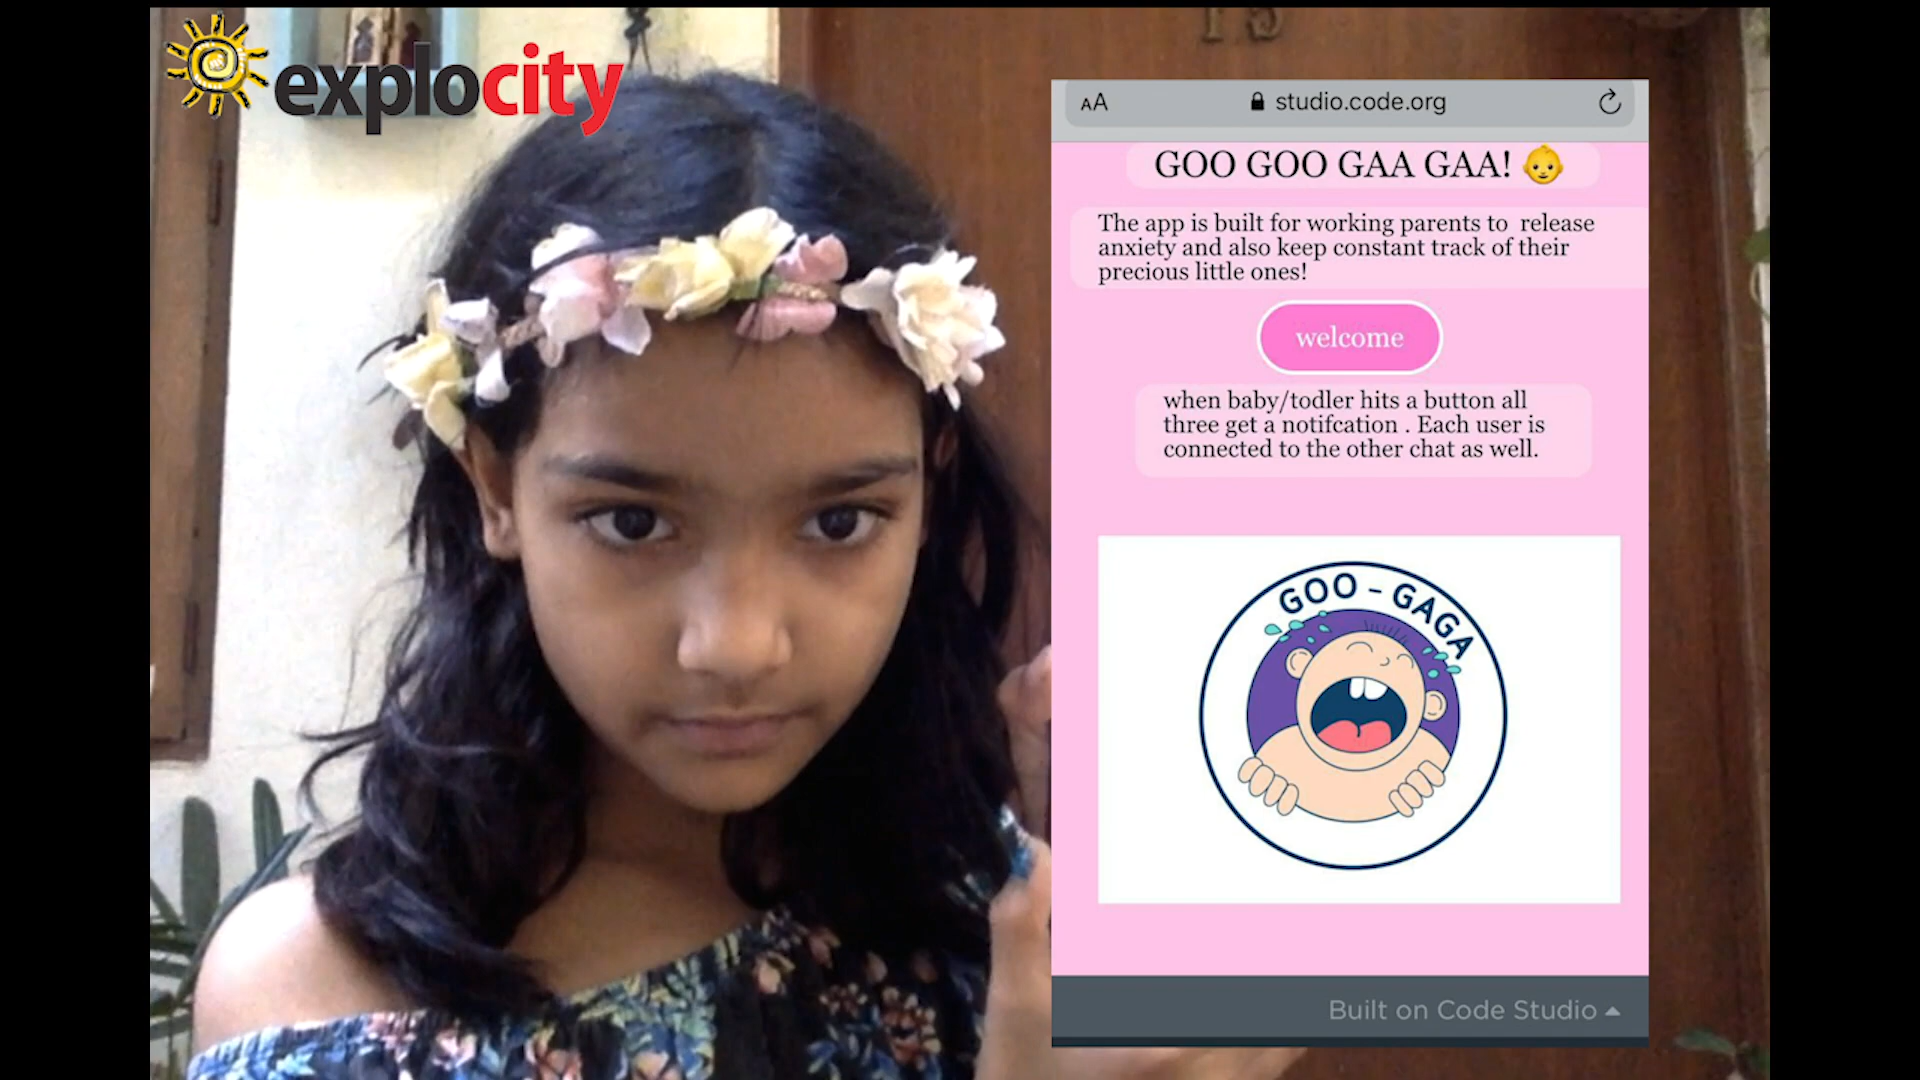 explocity
15
AA studio.code.org
GOO GOO GAA GAA! 👶
The app is built for working parents to release
anxiety and also keep constant track of their
precious little ones!
welcome
when baby/todler hits a button all
three get a notifcation . Each user is
connected to the other chat as well.
GOO - GAGA
Built on Code Studio